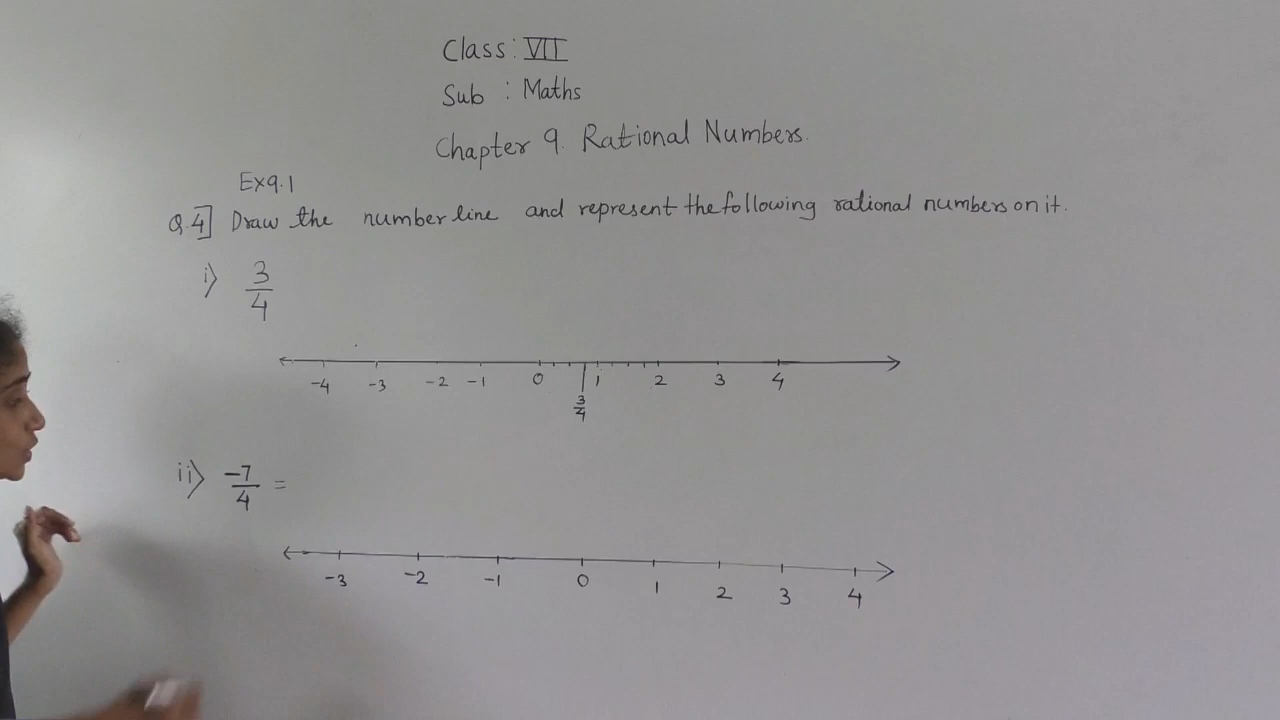 Class : VII
Sub : Maths
Chapter 9. Rational Numbers.
Ex9.1
Q.4] Draw the number line and represent the following rational numbers on it.
i) 3/4
-4 -3 -2 -1 0 1 2 3 4
3/4
ii) -7/4 =
-3 -2 -1 0 1 2 3 4